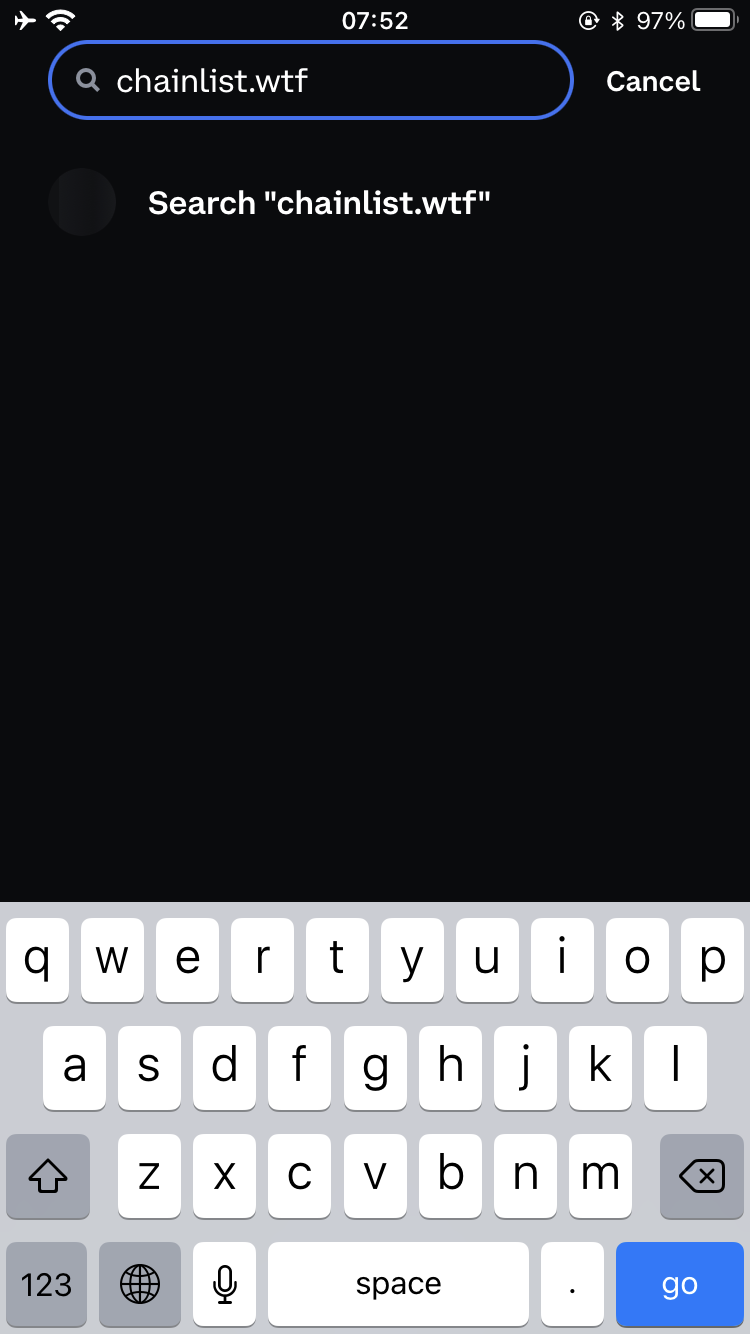 07:52 97%
chainlist.wtf Cancel
Search "chainlist.wtf"
q w e r t y u i o p
a s d f g h j k l
z x c v b n m
123 space . go